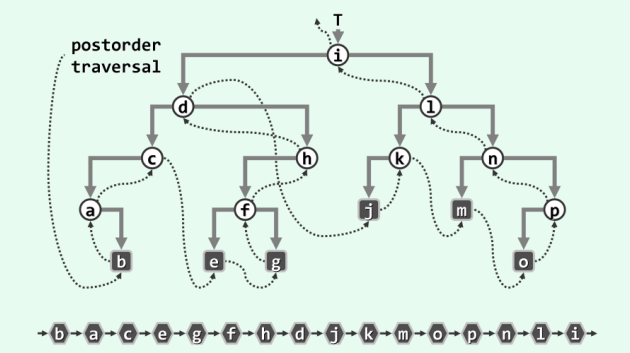 T
postorder
traversal
i
d l
c h k n
a f j m p
b e g o
b a c e g f h d j k m o p n l i